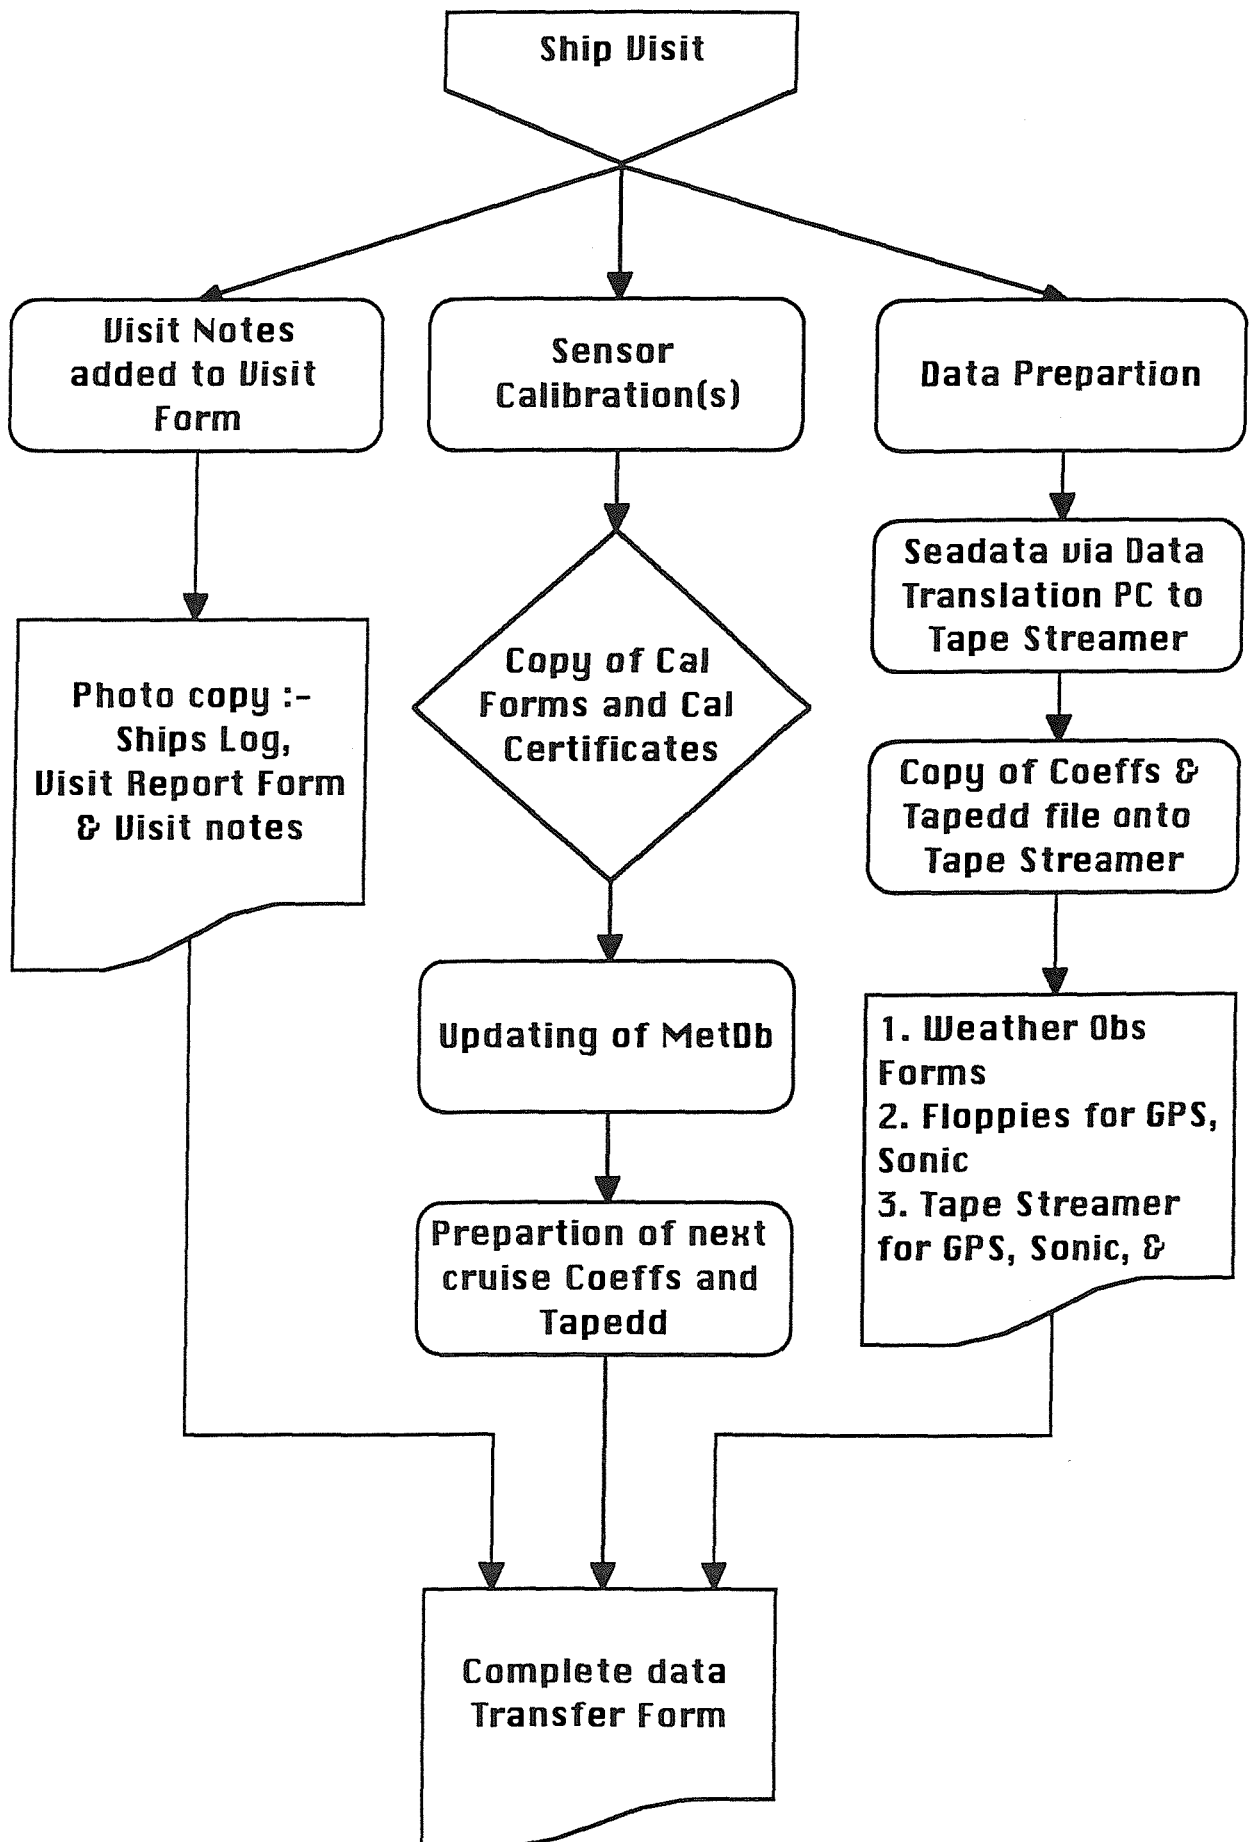 Ship Visit
Visit Notes
added to Visit
Form
Sensor
Calibration(s)
Data Prepartion
Photo copy :-
Ships Log,
Visit Report Form
& Visit notes
Copy of Cal
Forms and Cal
Certificates
Updating of MetDb
Prepartion of next
cruise Coeffs and
Tapedd
Seadata via Data
Translation PC to
Tape Streamer
Copy of Coeffs &
Tapedd file onto
Tape Streamer
1. Weather Obs
Forms
2. Floppies for GPS,
Sonic
3. Tape Streamer
for GPS, Sonic, &
Complete data
Transfer Form